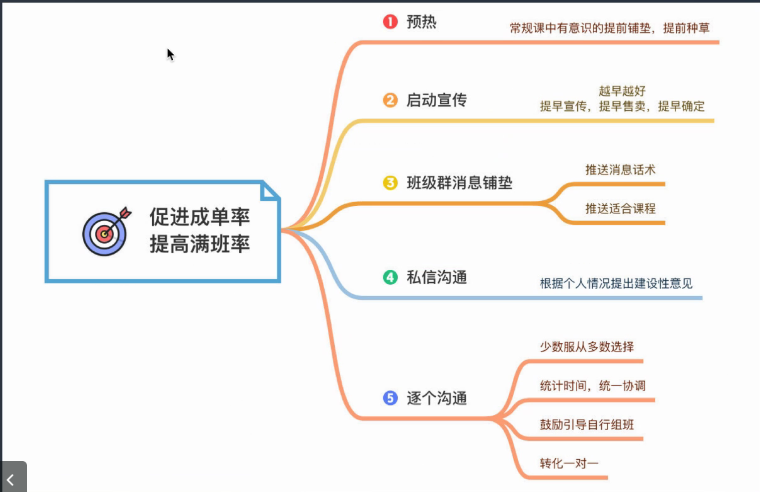 促进成单率
提高满班率
1 预热
常规课中有意识的提前铺垫，提前种草
2 启动宣传
越早越好
提早宣传，提早售卖，提早确定
3 班级群消息铺垫
推送消息话术
推送适合课程
4 私信沟通
根据个人情况提出建设性意见
5 逐个沟通
少数服从多数选择
统计时间，统一协调
鼓励引导自行组班
转化一对一